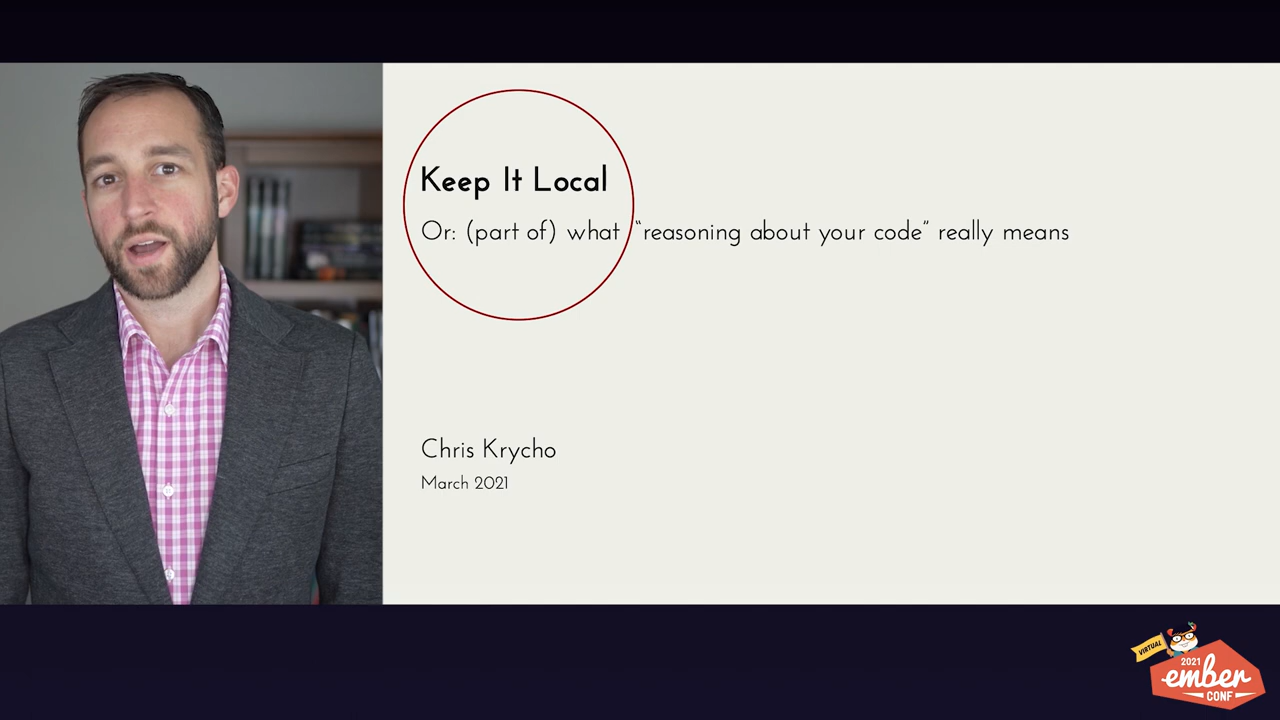 Keep It Local
Or: (part of) what “reasoning about your code” really means
Chris Krycho
March 2021
VIRTUAL
2021
ember
CONF